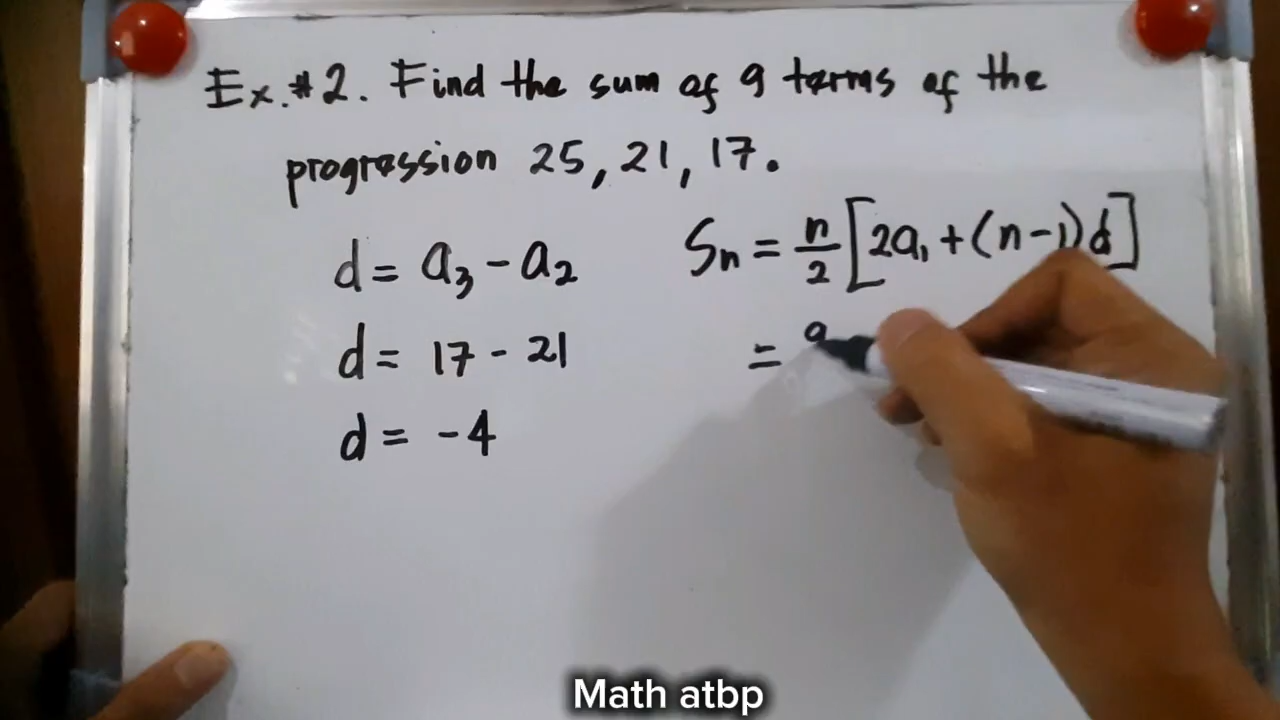 Ex. #2. Find the sum of 9 terms of the
progression 25, 21, 17.
d = a₃ - a₂
d = 17 - 21
d = -4
Sₙ = n/2 [2a₁ + (n-1)d]
= 9
Math atbp